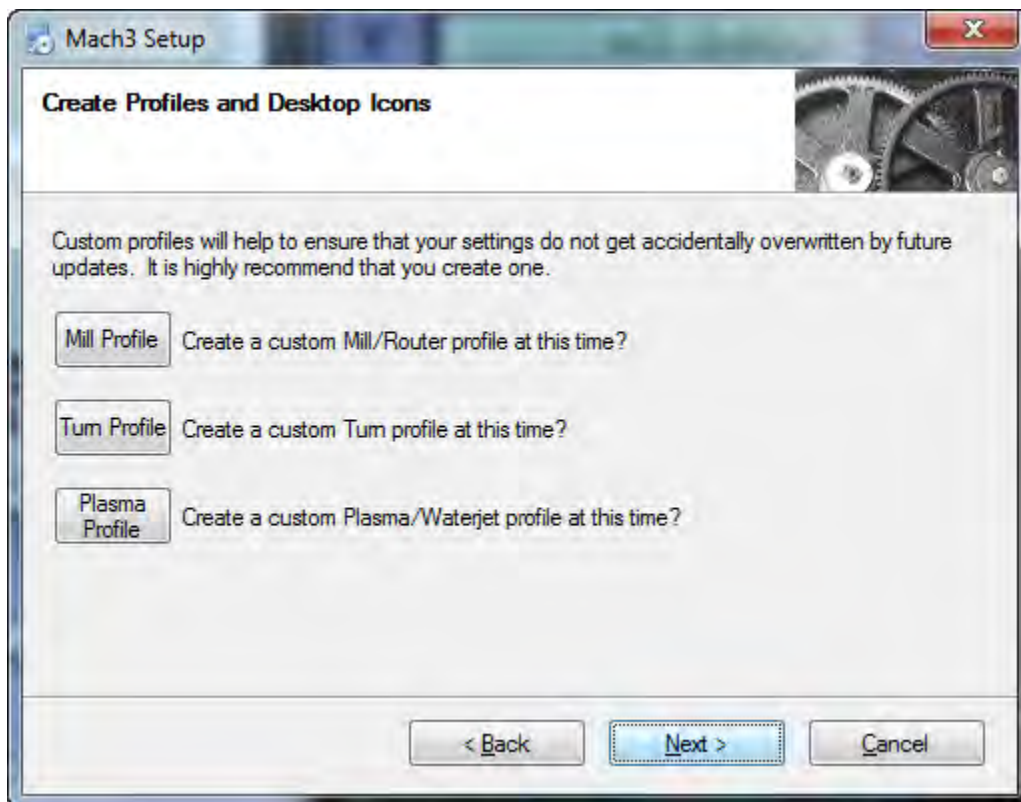 Mach3 Setup
Create Profiles and Desktop Icons
Custom profiles will help to ensure that your settings do not get accidentally overwritten by future
updates. It is highly recommend that you create one.
Mill Profile Create a custom Mill/Router profile at this time?
Turn Profile Create a custom Turn profile at this time?
Plasma
Profile
Create a custom Plasma/Waterjet profile at this time?
< Back Next > Cancel